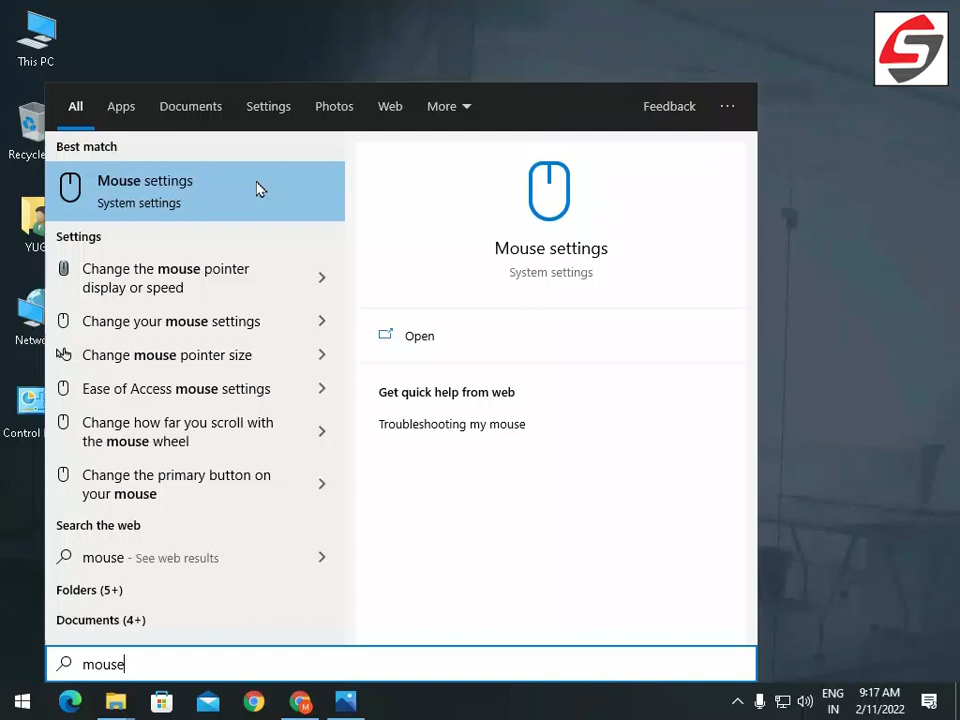 This PC
Recycle
YUG
Netwo
Control
All Apps Documents Settings Photos Web More Feedback ...
Best match
Mouse settings
System settings
Settings
Change the mouse pointer
display or speed
Change your mouse settings
Change mouse pointer size
Ease of Access mouse settings
Change how far you scroll with
the mouse wheel
Change the primary button on
your mouse
Search the web
mouse - See web results
Folders (5+)
Documents (4+)
mouse
Mouse settings
System settings
Open
Get quick help from web
Troubleshooting my mouse
ENG
IN
9:17 AM
2/11/2022